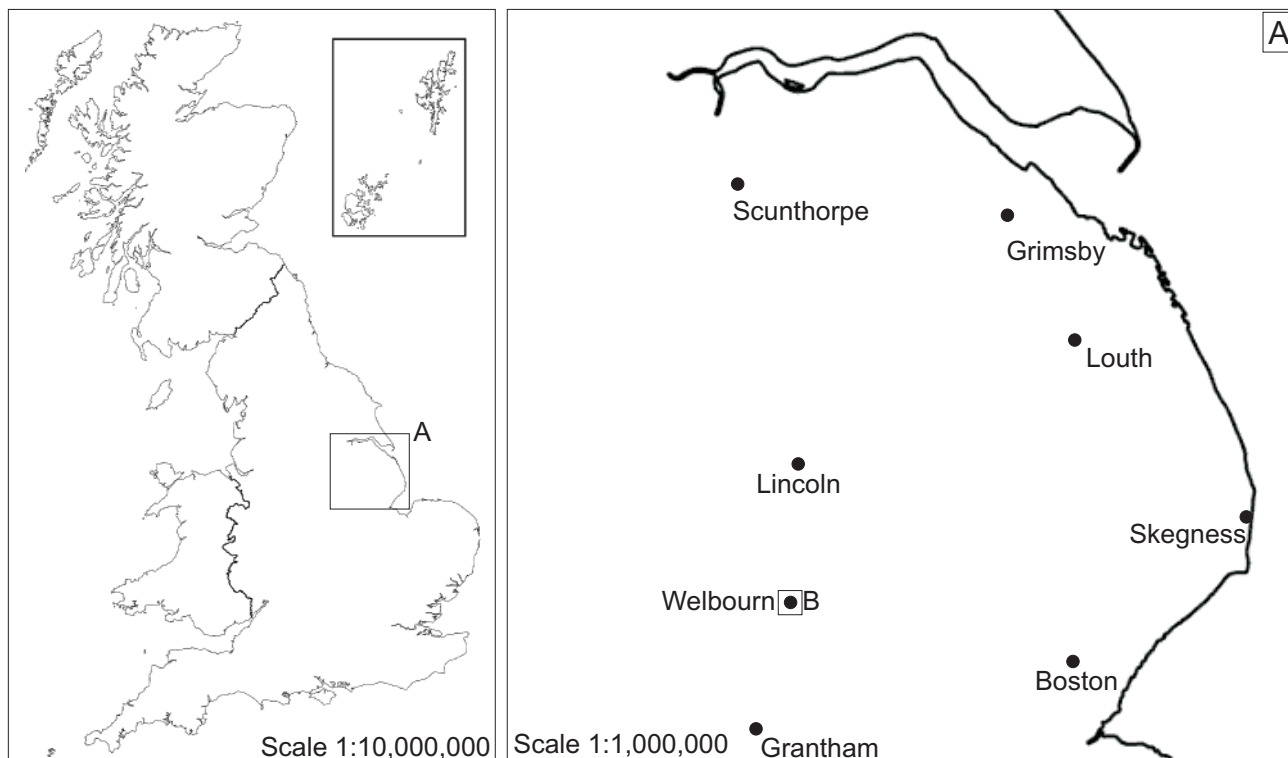 A
Scale 1:10,000,000
A
Scunthorpe
Grimsby
Louth
Lincoln
Skegness
Welbourn B
Boston
Scale 1:1,000,000
Grantham